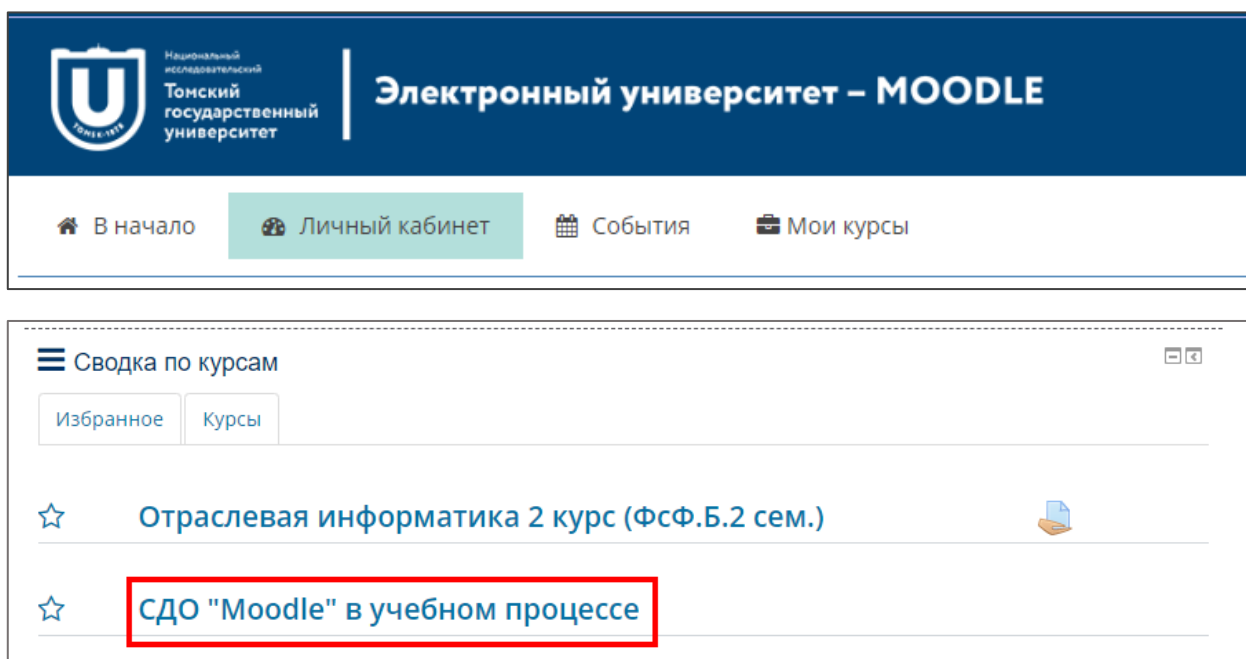 Национальный
исследовательский
Томский
государственный
университет
ТОМСК-1878
Электронный университет – MOODLE
В начало
Личный кабинет
События
Мои курсы
Сводка по курсам
Избранное
Курсы
Отраслевая информатика 2 курс (ФсФ.Б.2 сем.)
СДО "Moodle" в учебном процессе